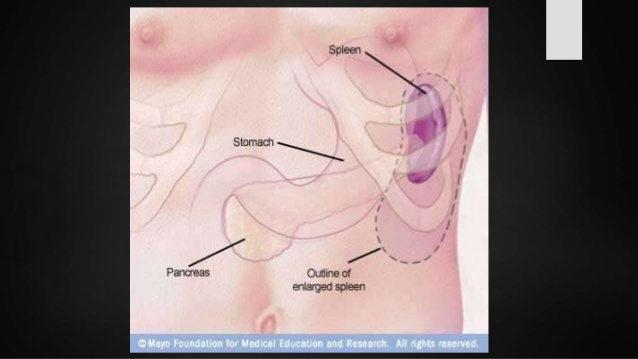 Spleen
Stomach
Pancreas
Outline of
enlarged spleen
©Mayo Foundation for Medical Education and Research. All rights reserved.